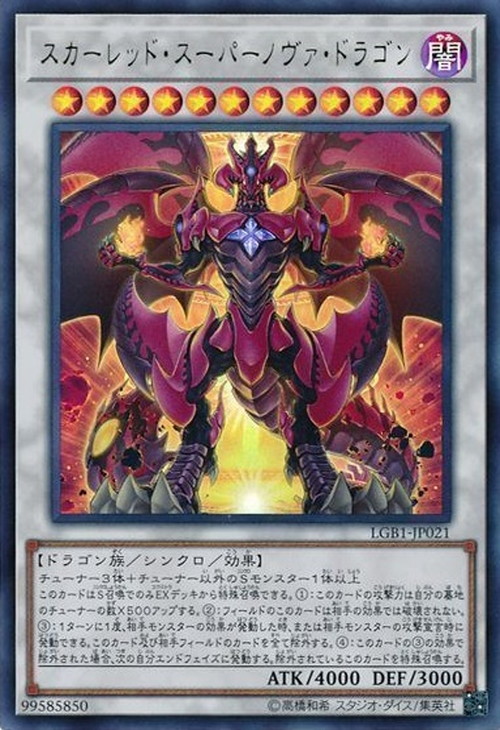 スカーレッド・スーパーノヴァ・ドラゴン
闇
LGB1-JP021
【ドラゴン族/シンクロ/効果】
チューナー3体+チューナー以外のSモンスター1体以上
このカードはS召喚でのみEXデッキから特殊召喚できる。①:このカードの攻撃力は自分の墓地
のチューナーの数×500アップする。②:フィールドのこのカードは相手の効果では破壊されない。
③:1ターンに1度、相手モンスターの効果が発動した時、または相手モンスターの攻撃宣言時に
発動できる。このカード及び相手フィールドのカードを全て除外する。④:このカードの③の効果で
除外された場合、次の自分エンドフェイズに発動する。除外されているこのカードを特殊召喚する。
ATK/4000 DEF/3000
99585850
©高橋和希 スタジオ・ダイス/集英社